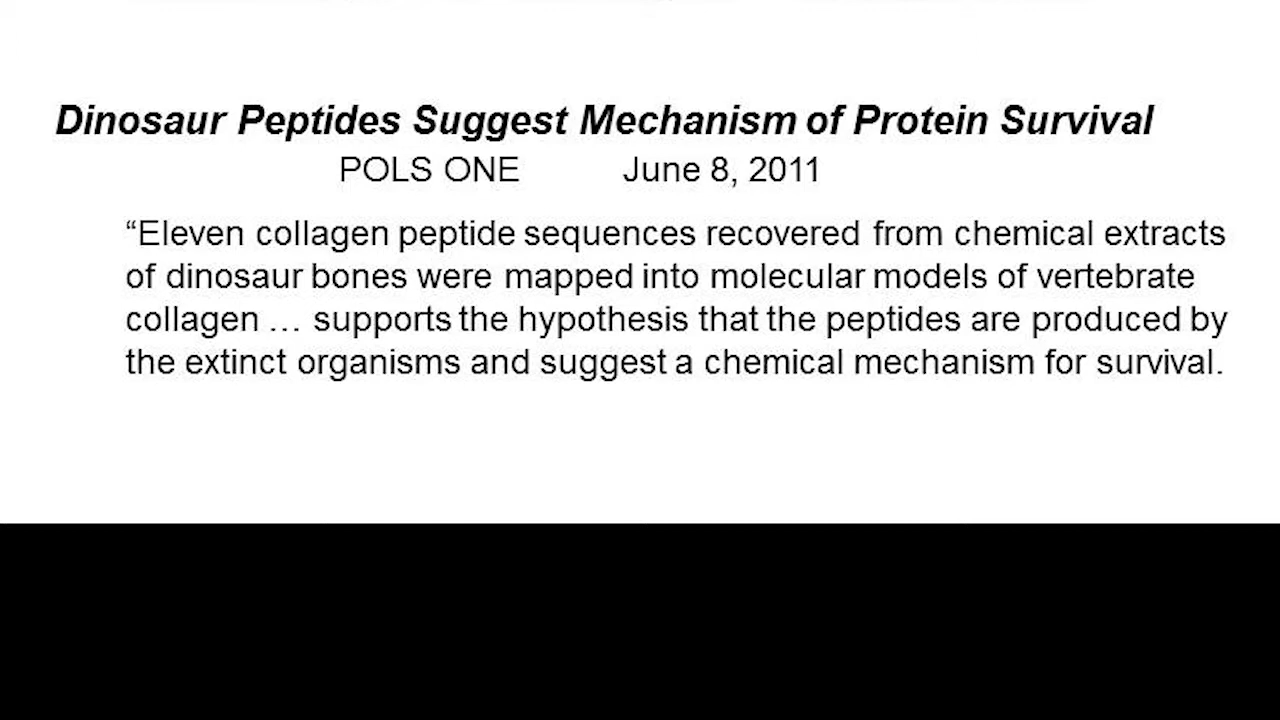 Dinosaur Peptides Suggest Mechanism of Protein Survival
POLS ONE June 8, 2011
“Eleven collagen peptide sequences recovered from chemical extracts
of dinosaur bones were mapped into molecular models of vertebrate
collagen … supports the hypothesis that the peptides are produced by
the extinct organisms and suggest a chemical mechanism for survival.